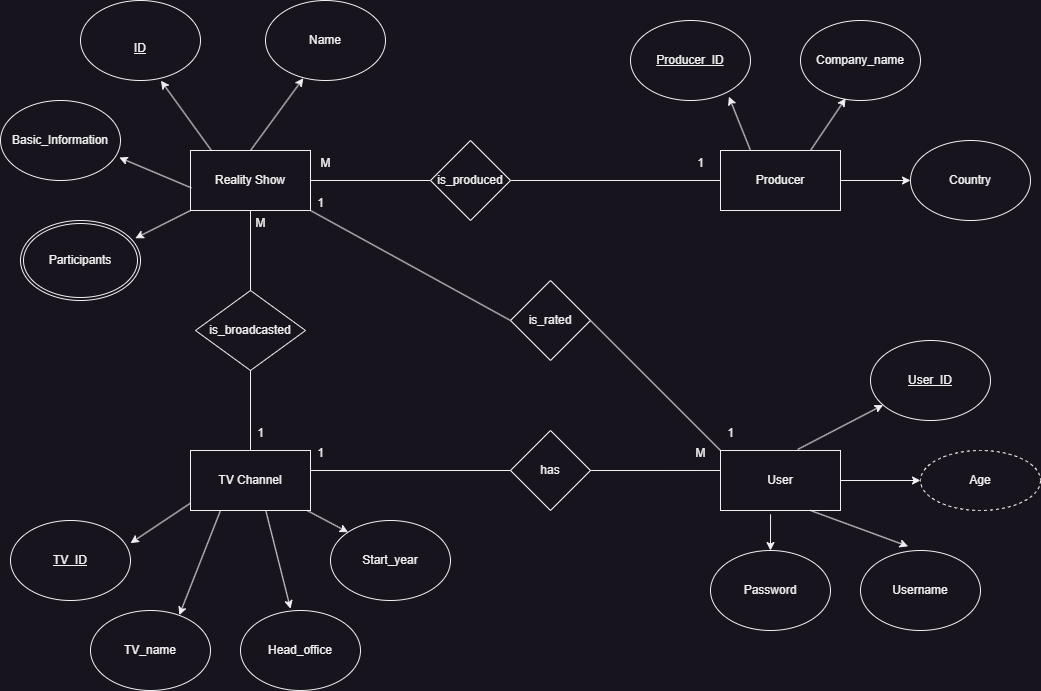 ID
Name
Producer_ID
Company_name
Basic_Information
Reality Show
M
is_produced
1
Producer
Country
1
M
Participants
is_broadcasted
is_rated
User_ID
1
1
1
M
TV Channel
has
User
Age
TV_ID
Start_year
Password
Username
TV_name
Head_office